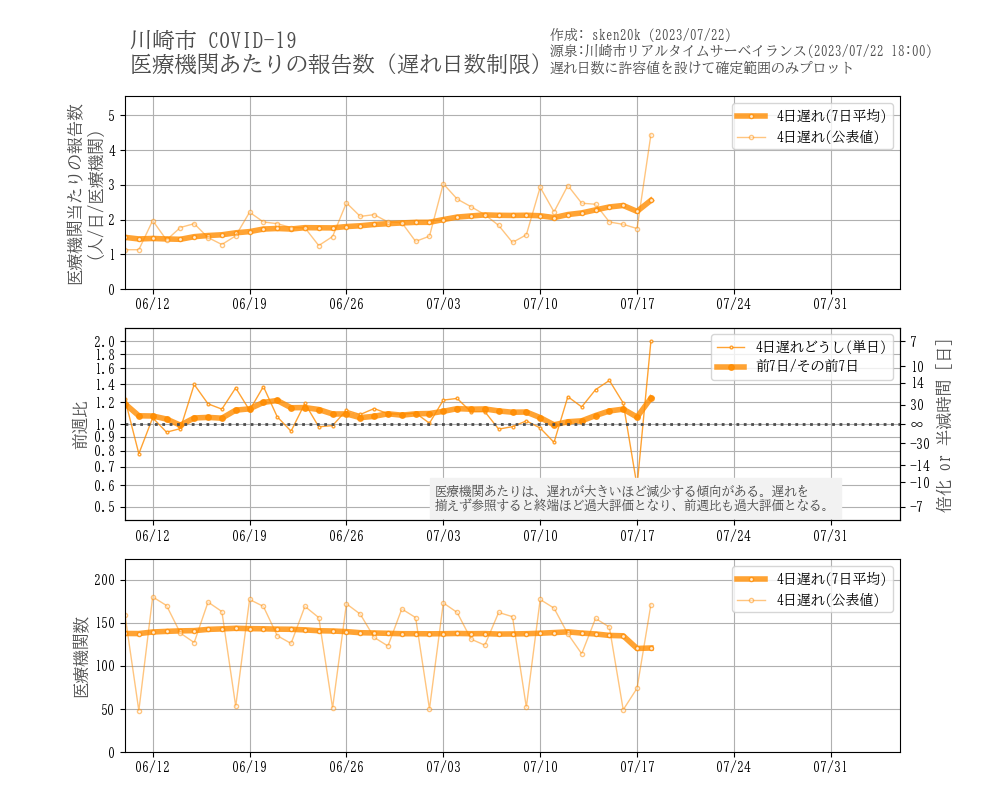 川崎市 COVID-19
医療機関あたりの報告数（遅れ日数制限）
作成: sken20k (2023/07/22)
源泉:川崎市リアルタイムサーベイランス(2023/07/22 18:00)
遅れ日数に許容値を設けて確定範囲のみプロット
医療機関当たりの報告数
(人/日/医療機関)
5
4
3
2
1
0
4日遅れ(7日平均)
4日遅れ(公表値)
06/12 06/19 06/26 07/03 07/10 07/17 07/24 07/31
前週比
2.0
1.8
1.6
1.4
1.2
1.0
0.9
0.8
0.7
0.6
0.5
4日遅れどうし(単日)
前7日/その前7日
7
10
14
30
∞
-30
-14
-10
-7
倍化 or 半減時間 [日]
医療機関あたりは、遅れが大きいほど減少する傾向がある。遅れを
揃えず参照すると終端ほど過大評価となり、前週比も過大評価となる。
06/12 06/19 06/26 07/03 07/10 07/17 07/24 07/31
医療機関数
200
150
100
50
0
4日遅れ(7日平均)
4日遅れ(公表値)
06/12 06/19 06/26 07/03 07/10 07/17 07/24 07/31